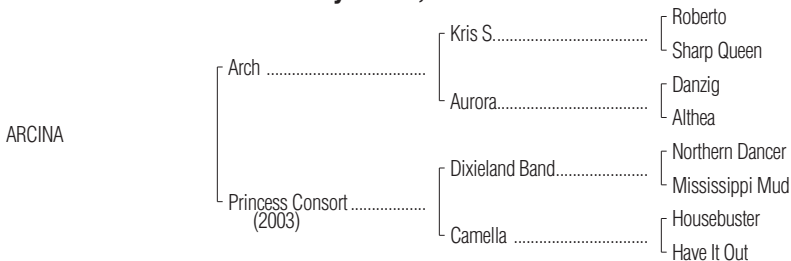 Roberto
Kris S.
Sharp Queen
Arch
Danzig
Aurora
Althea
ARCINA
Northern Dancer
Dixieland Band
Mississippi Mud
Princess Consort
(2003)
Housebuster
Camella
Have It Out